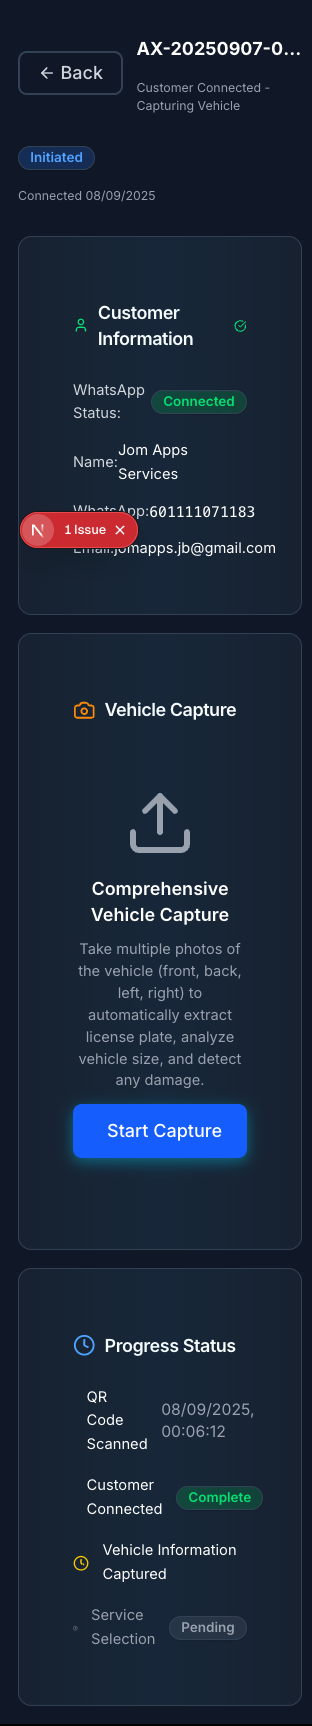 ← Back
AX-20250907-0...
Customer Connected -
Capturing Vehicle
Initiated
Connected 08/09/2025
Customer
Information
WhatsApp
Status:
Connected
Name:
Jom Apps
Services
WhatsApp:601111071183
N 1 Issue
Email:jomapps.jb@gmail.com
Vehicle Capture
Comprehensive
Vehicle Capture
Take multiple photos of
the vehicle (front, back,
left, right) to
automatically extract
license plate, analyze
vehicle size, and detect
any damage.
Start Capture
Progress Status
QR
Code
Scanned
08/09/2025,
00:06:12
Customer
Connected
Complete
Vehicle Information
Captured
Service
Selection
Pending